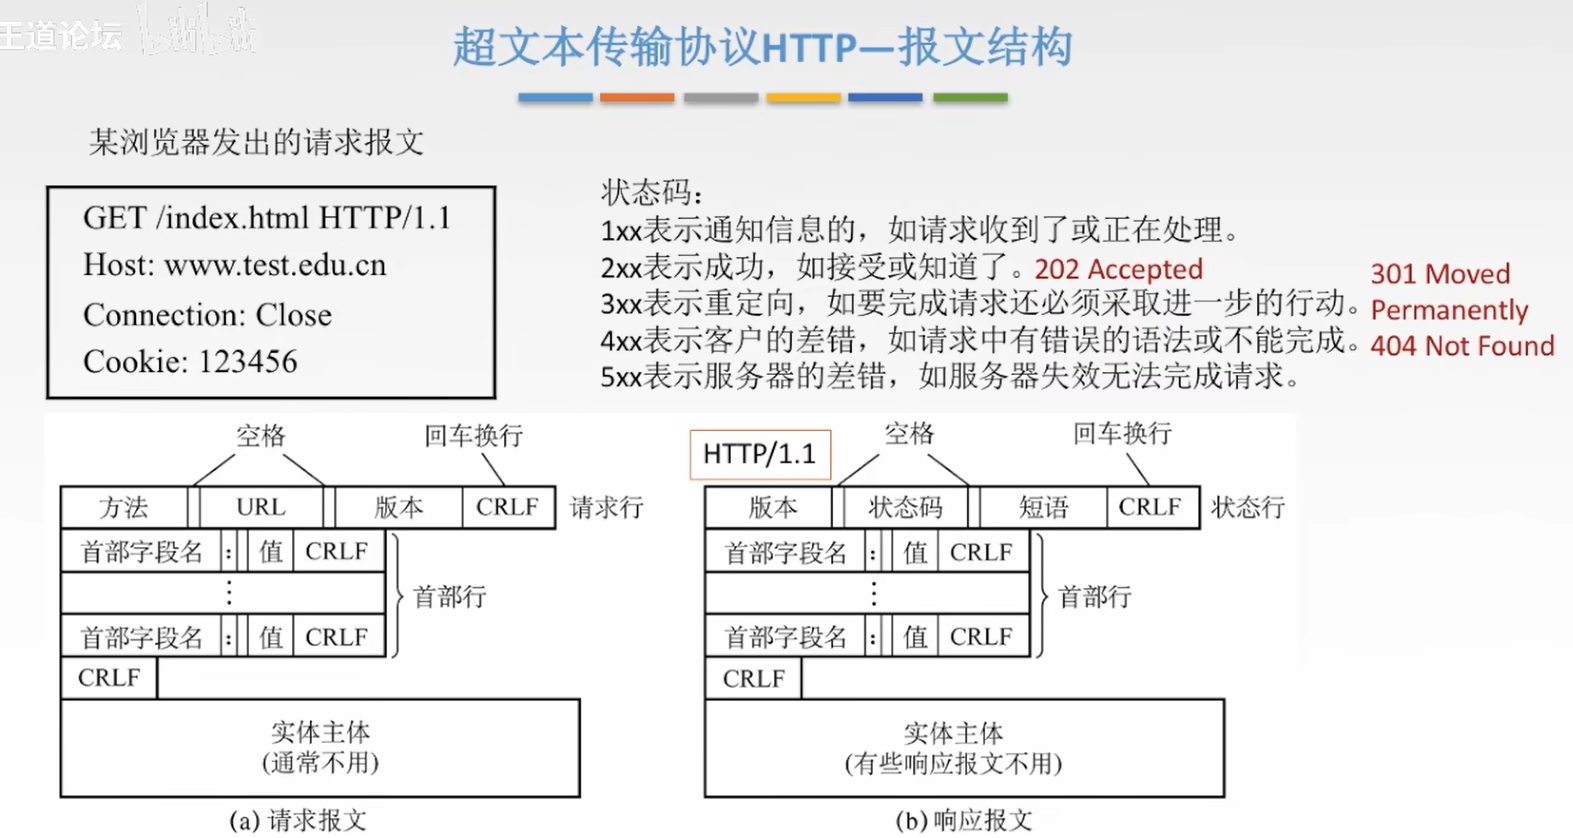 王道论坛 bilibili
超文本传输协议HTTP—报文结构
某浏览器发出的请求报文
GET /index.html HTTP/1.1
Host: www.test.edu.cn
Connection: Close
Cookie: 123456
状态码：
1xx表示通知信息的，如请求收到了或正在处理。
2xx表示成功，如接受或知道了。202 Accepted
3xx表示重定向，如要完成请求还必须采取进一步的行动。301 Moved Permanently
4xx表示客户的差错，如请求中有错误的语法或不能完成。404 Not Found
5xx表示服务器的差错，如服务器失效无法完成请求。
空格 回车换行
方法 URL 版本 CRLF 请求行
首部字段名 : 值 CRLF
⋮ 首部行
首部字段名 : 值 CRLF
CRLF
实体主体
(通常不用)
(a) 请求报文
HTTP/1.1 空格 回车换行
版本 状态码 短语 CRLF 状态行
首部字段名 : 值 CRLF
⋮ 首部行
首部字段名 : 值 CRLF
CRLF
实体主体
(有些响应报文不用)
(b) 响应报文